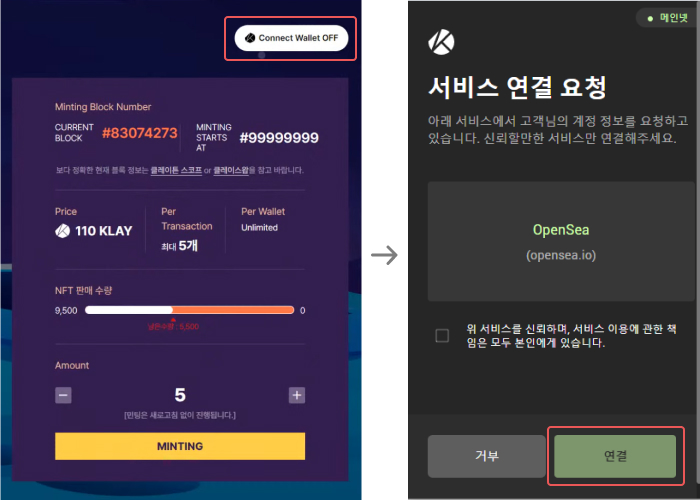 Connect Wallet OFF
Minting Block Number
CURRENT BLOCK #83074273
MINTING STARTS AT #99999999
보다 정확한 현재 블록 정보는 클레이튼 스코프 or 클레이스왑을 참고 바랍니다.
Price
110 KLAY
Per Transaction
최대 5개
Per Wallet
Unlimited
NFT 판매 수량
9,500 0
남은수량 : 5,500
Amount
− 5 +
[민팅은 새로고침 없이 진행됩니다.]
MINTING
메인넷
서비스 연결 요청
아래 서비스에서 고객님의 계정 정보를 요청하고
있습니다. 신뢰할만한 서비스만 연결해주세요.
OpenSea
(opensea.io)
위 서비스를 신뢰하며, 서비스 이용에 관한 책
임은 모두 본인에게 있습니다.
거부 연결